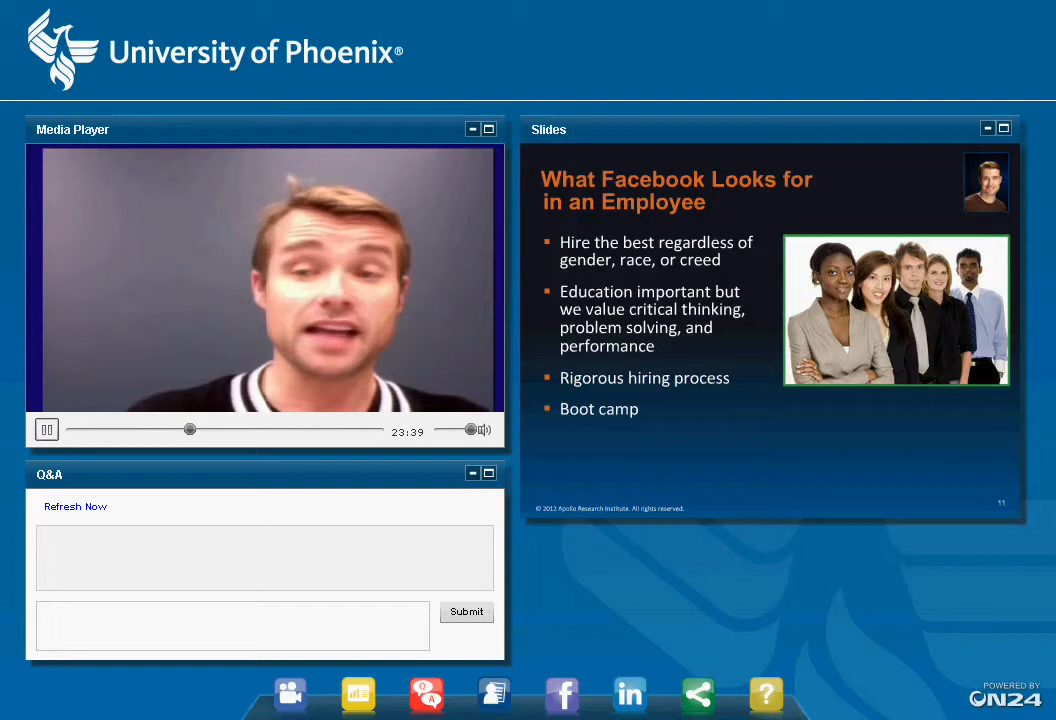 University of Phoenix®
Media Player
23:39
Q&A
Refresh Now
Submit
Slides
What Facebook Looks for
in an Employee
Hire the best regardless of
gender, race, or creed
Education important but
we value critical thinking,
problem solving, and
performance
Rigorous hiring process
Boot camp
© 2012 Apollo Research Institute. All rights reserved.
11
Q
A
f
in
?
POWERED BY
ON24